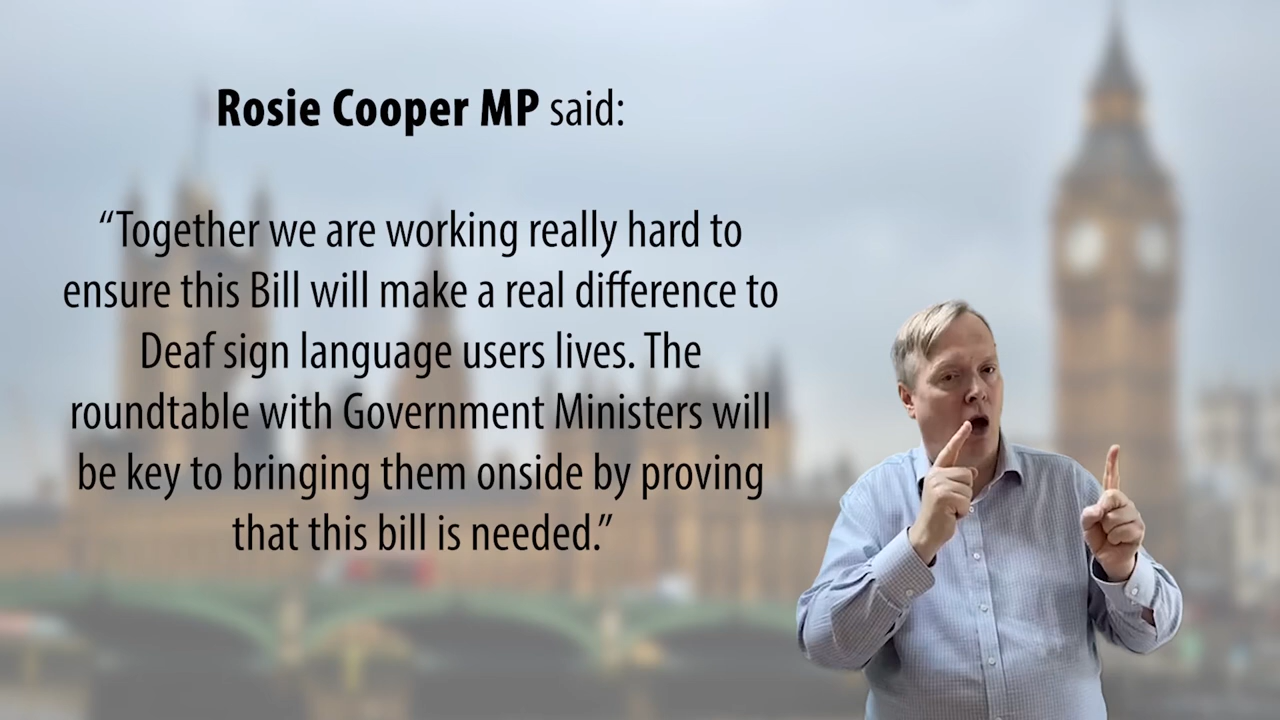 Rosie Cooper MP said:
“Together we are working really hard to
ensure this Bill will make a real difference to
Deaf sign language users lives. The
roundtable with Government Ministers will
be key to bringing them onside by proving
that this bill is needed.”